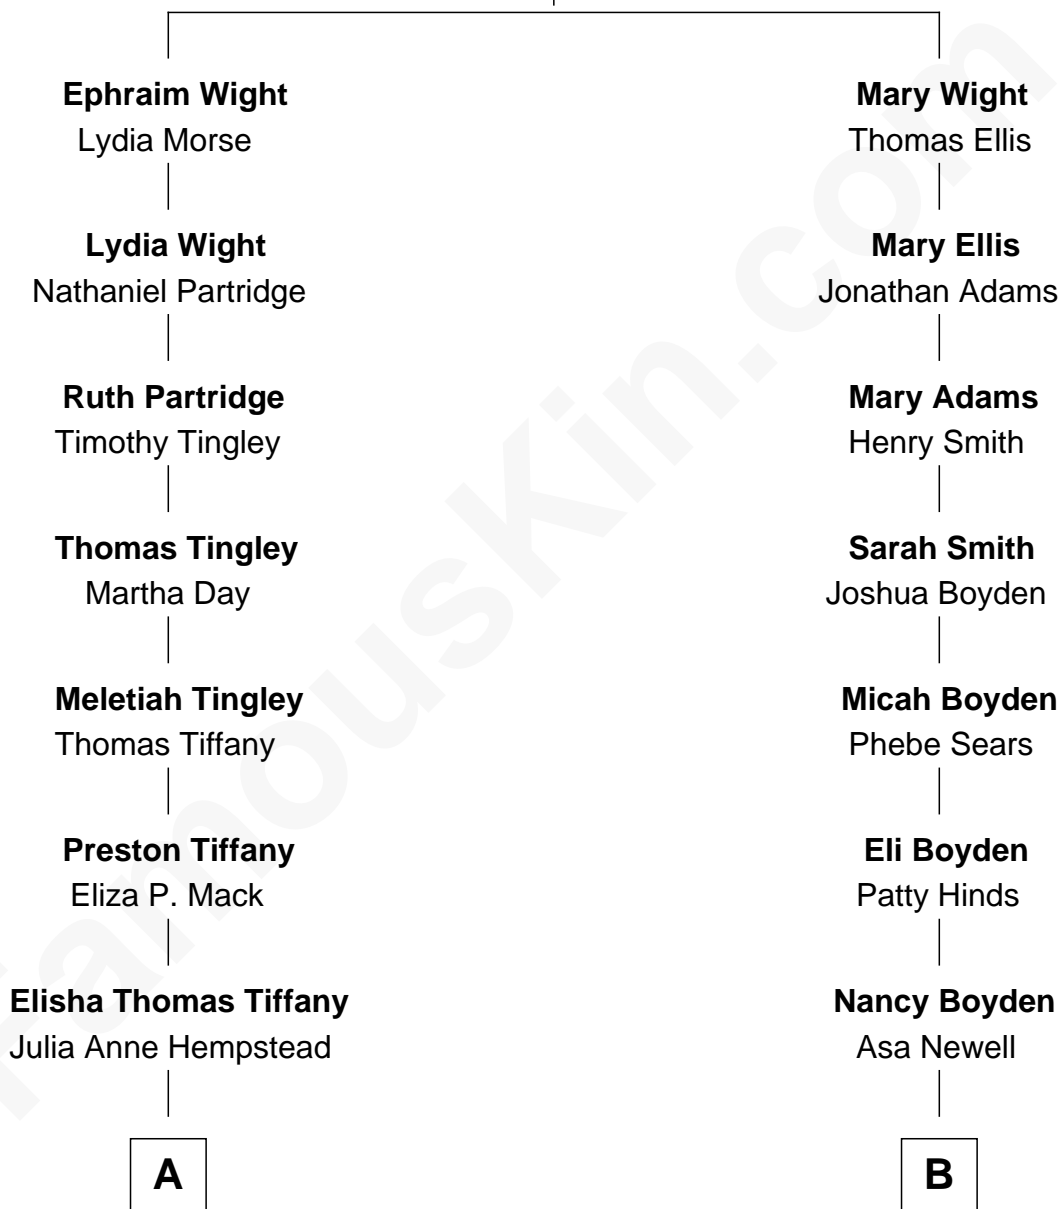 Ephraim Wight
Lydia Morse
Mary Wight
Thomas Ellis
Lydia Wight
Nathaniel Partridge
Mary Ellis
Jonathan Adams
Ruth Partridge
Timothy Tingley
Mary Adams
Henry Smith
Thomas Tingley
Martha Day
Sarah Smith
Joshua Boyden
Meletiah Tingley
Thomas Tiffany
Micah Boyden
Phebe Sears
Preston Tiffany
Eliza P. Mack
Eli Boyden
Patty Hinds
Elisha Thomas Tiffany
Julia Anne Hempstead
Nancy Boyden
Asa Newell
A
B
FamousKin.com